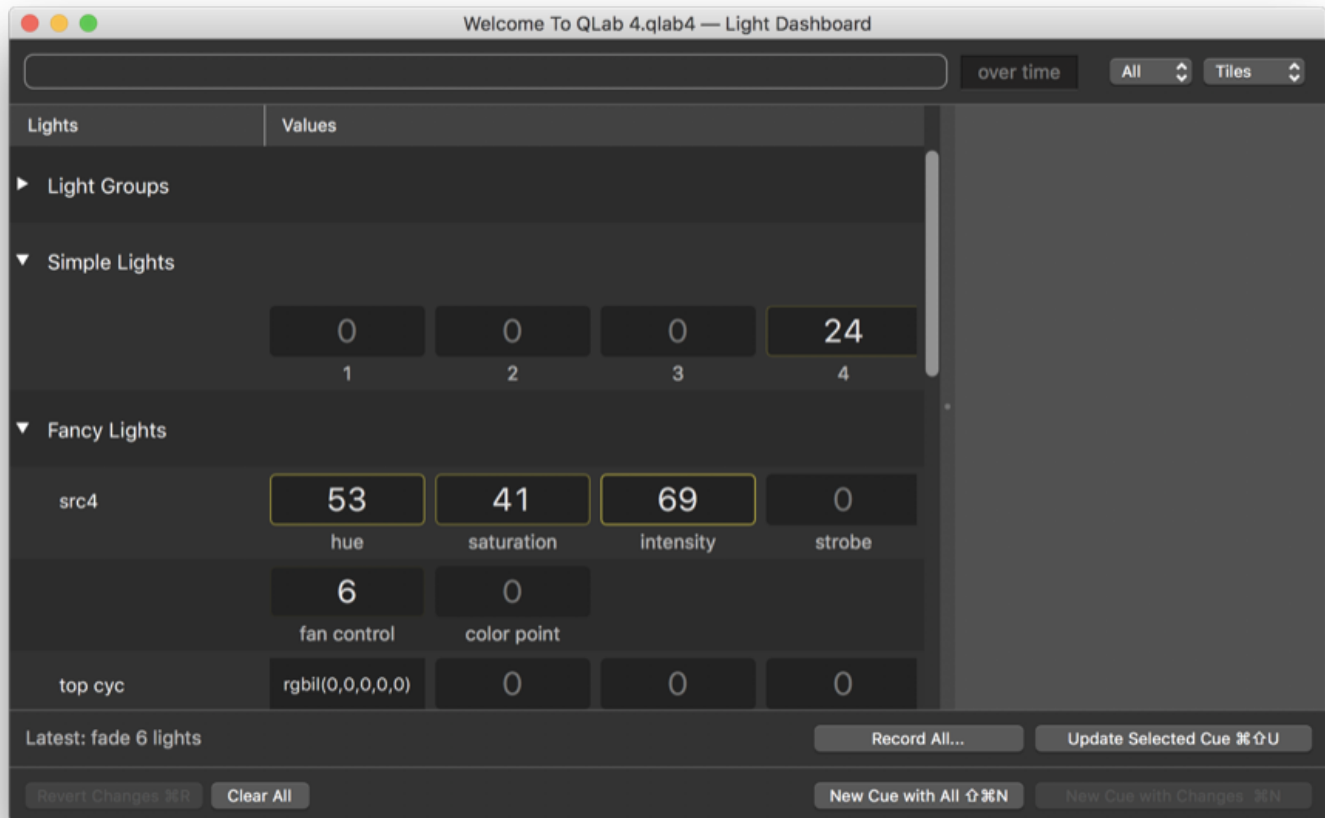 Welcome To QLab 4.qlab4 — Light Dashboard
over time All Tiles
Lights Values
Light Groups
Simple Lights
0 0 0 24
1 2 3 4
Fancy Lights
src4 53 41 69 0
hue saturation intensity strobe
6 0
fan control color point
top cyc rgbil(0,0,0,0,0) 0 0 0
Latest: fade 6 lights Record All... Update Selected Cue ⌘⇧U
Revert Changes ⌘R Clear All New Cue with All ⇧⌘N New Cue with Changes ⌘N